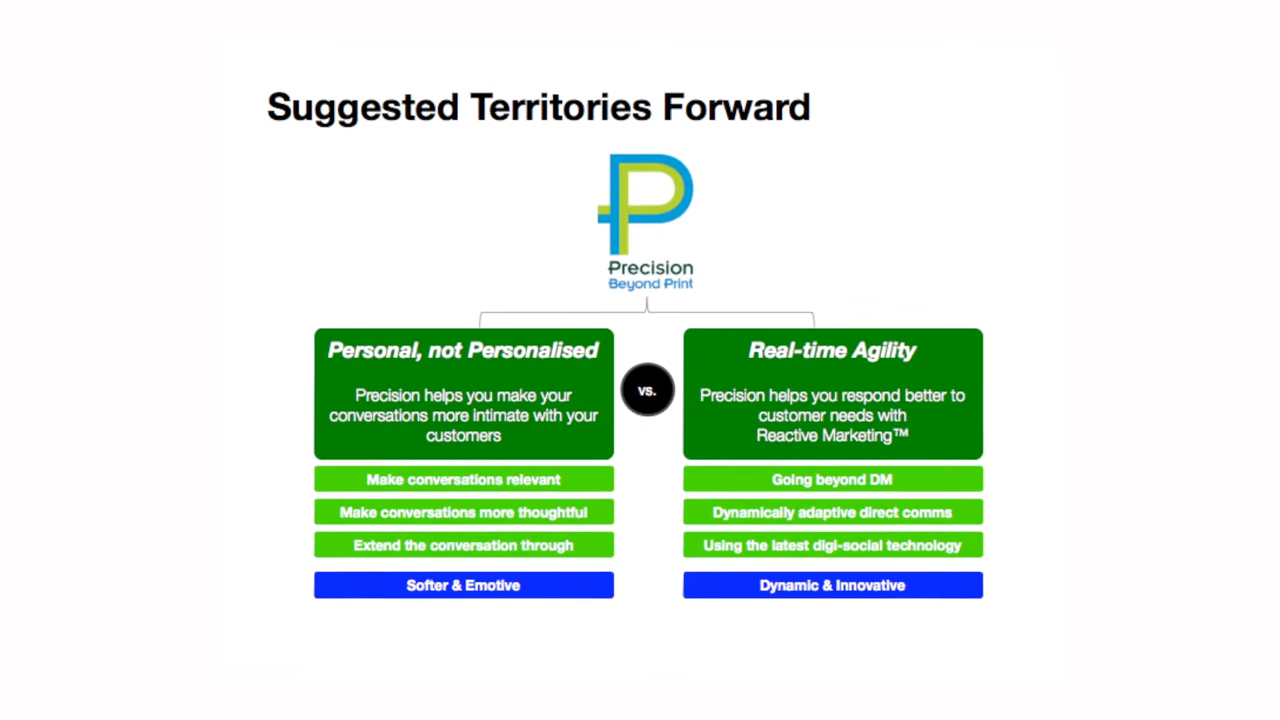 Suggested Territories Forward
Precision
Beyond Print
Personal, not Personalised
Precision helps you make your
conversations more intimate with your
customers
Make conversations relevant
Make conversations more thoughtful
Extend the conversation through
Softer & Emotive
vs.
Real-time Agility
Precision helps you respond better to
customer needs with
Reactive Marketing™
Going beyond DM
Dynamically adaptive direct comms
Using the latest digi-social technology
Dynamic & Innovative